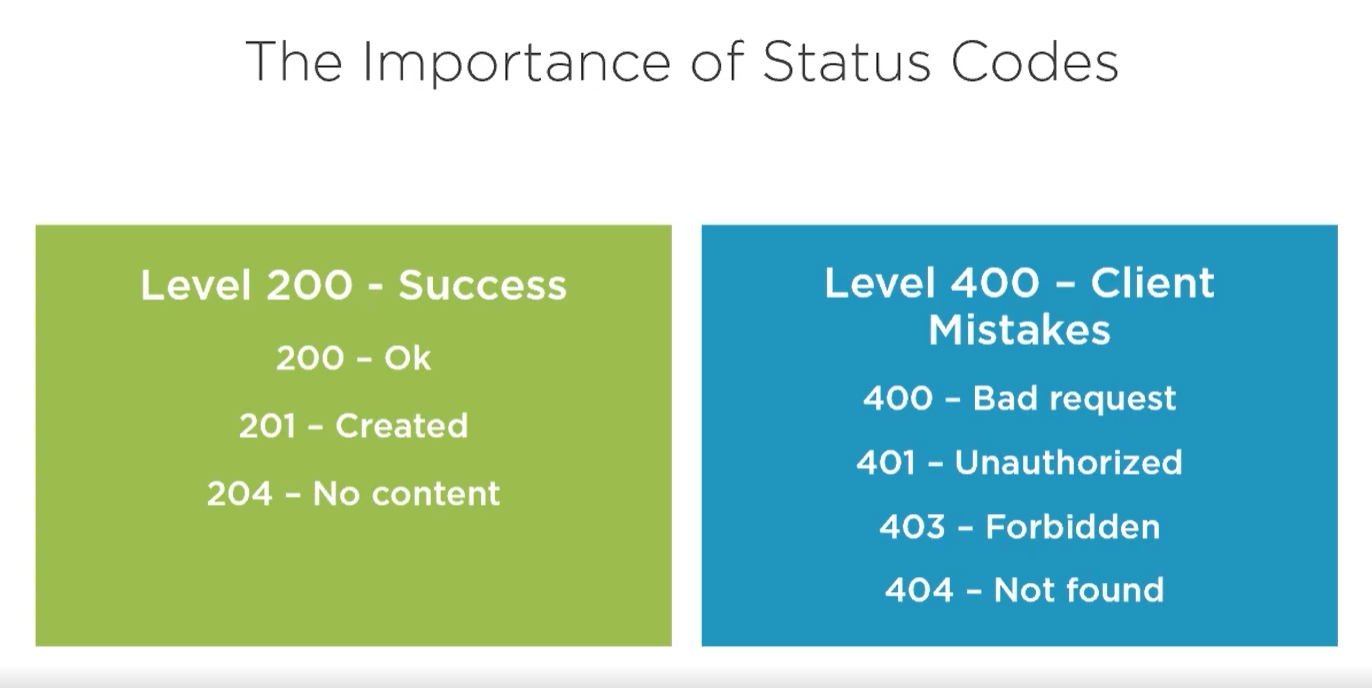 The Importance of Status Codes
Level 200 - Success
200 – Ok
201 – Created
204 – No content
Level 400 – Client
Mistakes
400 – Bad request
401 – Unauthorized
403 – Forbidden
404 – Not found